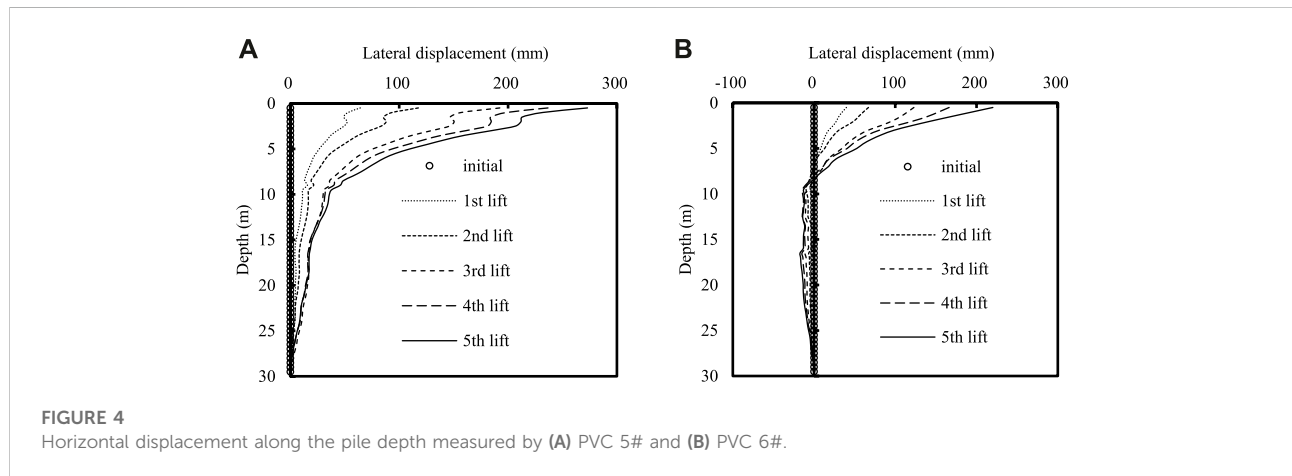 A
Lateral displacement (mm)
0 100 200 300
0
5
10
15
20
25
30
Depth (m)
initial
1st lift
2nd lift
3rd lift
4th lift
5th lift
B
Lateral displacement (mm)
-100 0 100 200 300
0
5
10
15
20
25
30
Depth (m)
initial
1st lift
2nd lift
3rd lift
4th lift
5th lift
FIGURE 4
Horizontal displacement along the pile depth measured by (A) PVC 5# and (B) PVC 6#.